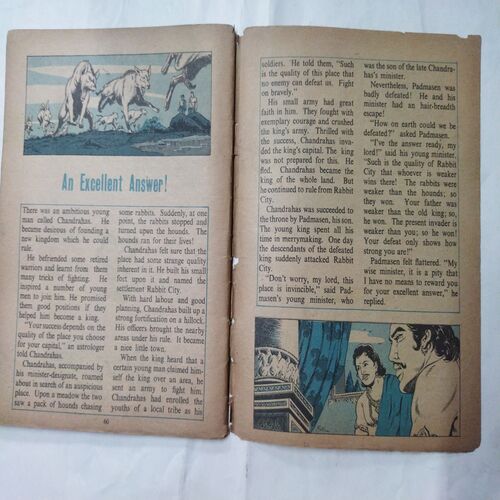 An Excellent Answer!
There was an ambitious young
man called Chandrahas. He
became desirous of founding a
new kingdom which he could
rule.
He befriended some retired
warriors and learnt from them
many tricks of fighting. He
inspired a number of young
men to join him. He promised
them good positions if they
helped him become a king.
"Your success depends on the
quality of the place you choose
for your capital," an astrologer
told Chandrahas.
Chandrahas, accompanied by
his minister-designate, roamed
about in search of an auspicious
place. Upon a meadow the two
saw a pack of hounds chasing
some rabbits. Suddenly, at one
point, the rabbits stopped and
turned upon the hounds. The
hounds ran for their lives!
Chandrahas felt sure that the
place had some strange quality
inherent in it. He built his small
fort upon it and named the
settlement Rabbit City.
With hard labour and good
planning, Chandrahas built up a
strong fortification on a hillock.
His officers brought the nearby
areas under his rule. It became
a nice little town.
When the king heard that a
certain young man claimed him-
self the king over an area, he
sent an army to fight him.
Chandrahas had enrolled the
youths of a local tribe as his
60
soldiers. He told them, "Such
is the quality of this place that
no enemy can defeat us. Fight
on bravely."
His small army had great
faith in him. They fought with
exemplary courage and crushed
the king's army. Thrilled with
the success, Chandrahas inva-
ded the king's capital. The king
was not prepared for this. He
fled. Chandrahas became the
king of the whole land. But
he continued to rule from Rabbit
City.
Chandrahas was succeeded to
the throne by Padmasen, his son.
The young king spent all his
time in merrymaking. One day
the descendants of the defeated
king suddenly attacked Rabbit
City.
"Don't worry, my lord, this
place is invincible," said Pad-
masen's young minister, who
was the son of the late Chandra-
has's minister.
Nevertheless, Padmasen was
badly defeated! He and his
minister had an hair-breadth
escape!
"How on earth could we be
defeated?" asked Padmasen.
"I've the answer ready, my
lord!" said his young minister.
"Such is the quality of Rabbit
City that whoever is weaker
wins there! The rabbits were
weaker than the hounds; so
they won. Your father was
weaker than the old king; so,
he won. The present invader is
weaker than you; so he won!
Your defeat only shows how
strong you are!"
Padmasen felt flattered. "My
wise minister, it is a pity that
I have no means to reward you
for your excellent answer," he
replied.